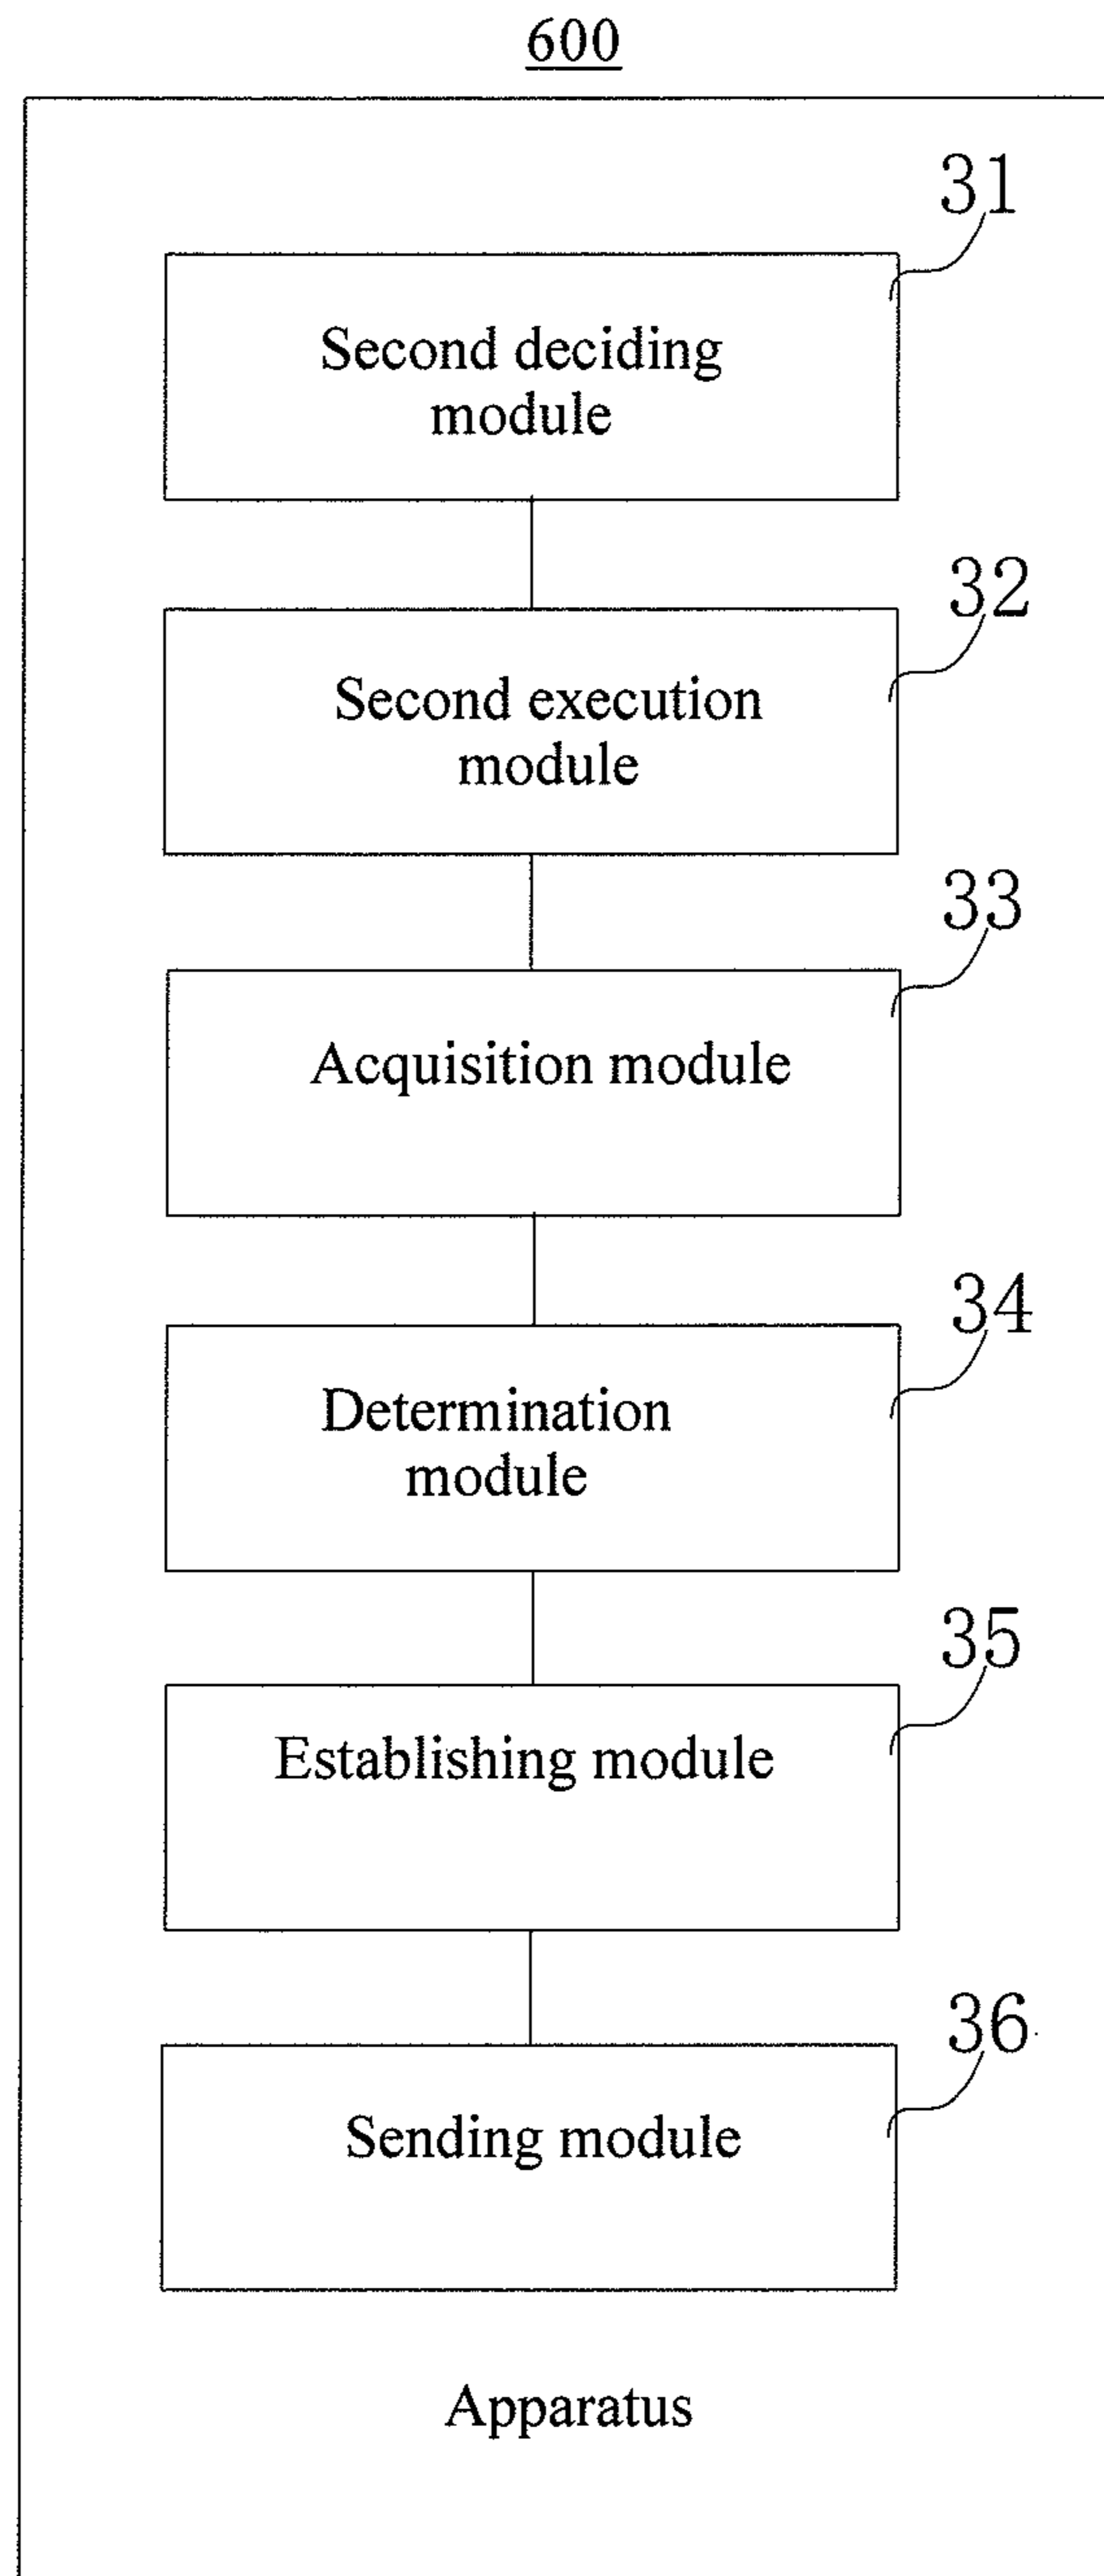 600
31
Second deciding
module
32
Second execution
module
33
Acquisition module
34
Determination
module
35
Establishing module
36
Sending module
Apparatus